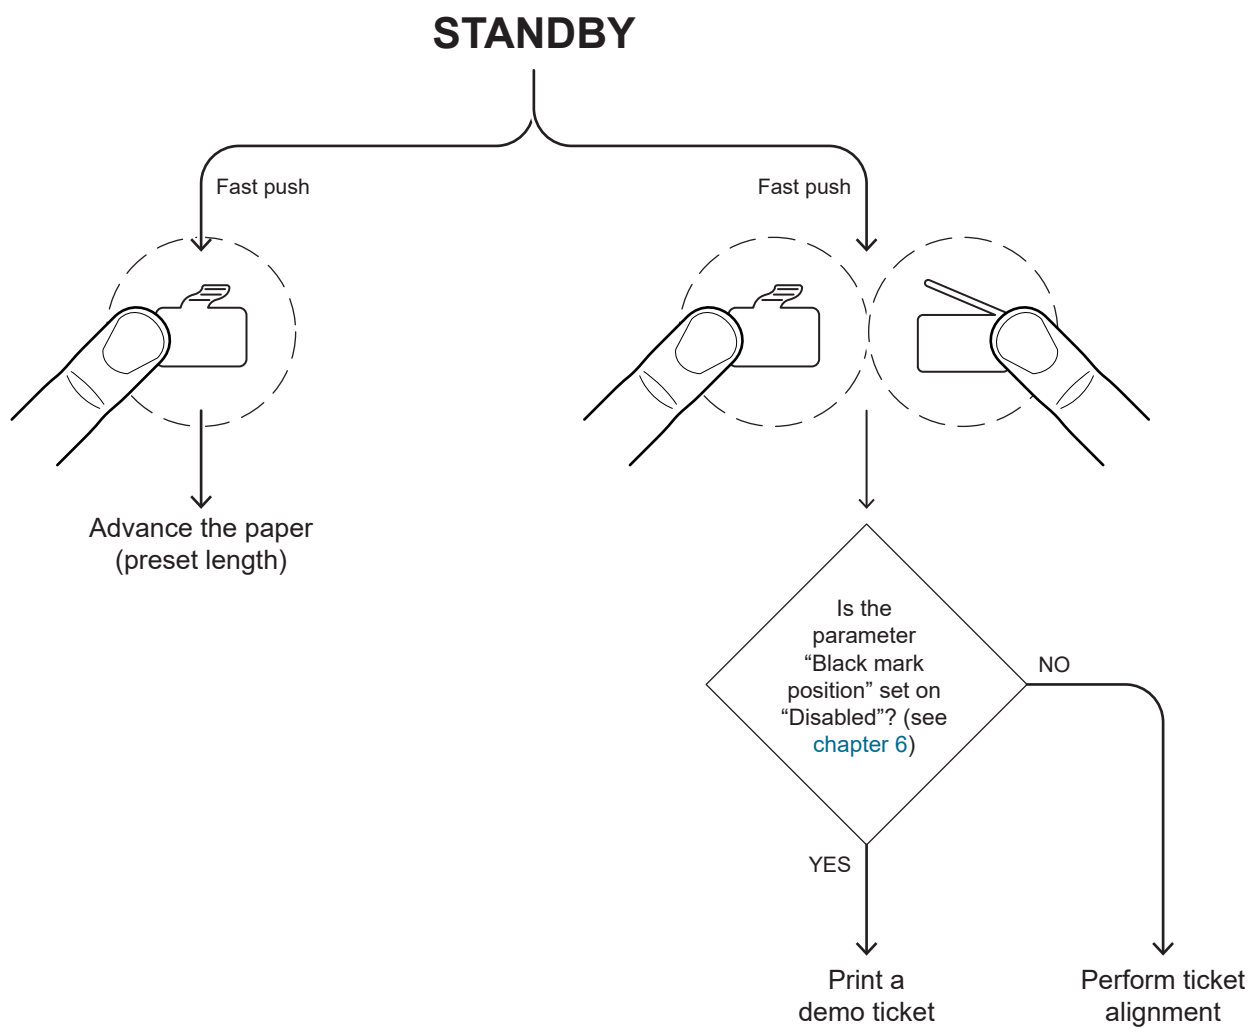 STANDBY
Fast push
Fast push
Advance the paper
(preset length)
Is the
parameter
“Black mark
position” set on
“Disabled”? (see
chapter 6)
NO
YES
Print a
demo ticket
Perform ticket
alignment